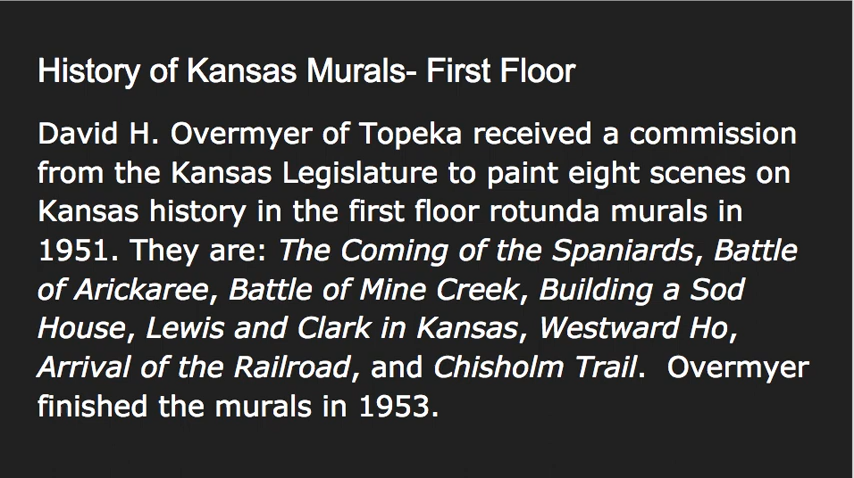 History of Kansas Murals- First Floor
David H. Overmyer of Topeka received a commission
from the Kansas Legislature to paint eight scenes on
Kansas history in the first floor rotunda murals in
1951. They are: The Coming of the Spaniards, Battle
of Arickaree, Battle of Mine Creek, Building a Sod
House, Lewis and Clark in Kansas, Westward Ho,
Arrival of the Railroad, and Chisholm Trail.  Overmyer
finished the murals in 1953.